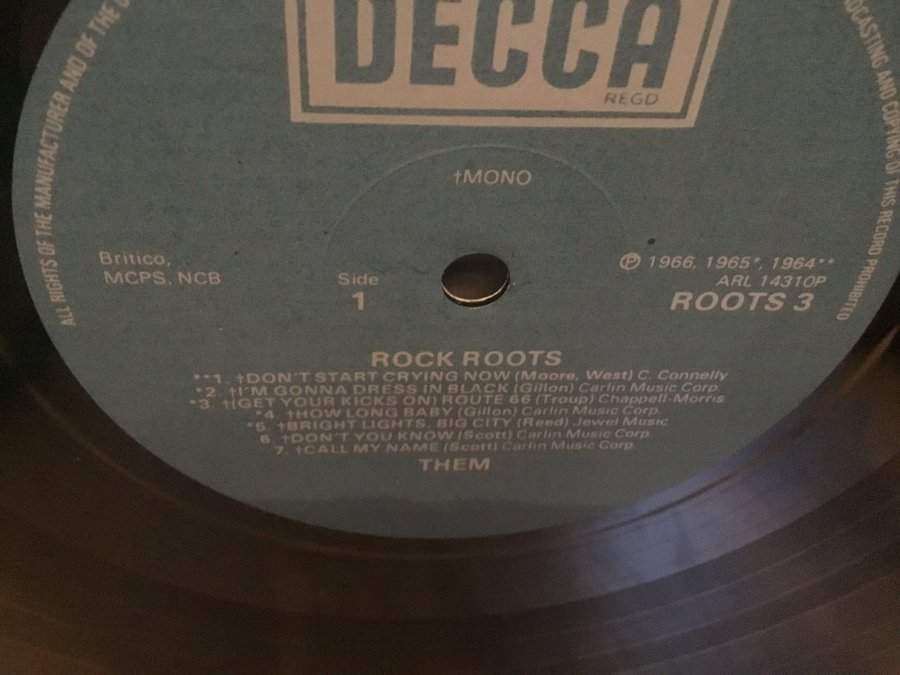 DECCA
REGD
ALL RIGHTS OF THE MANUFACTURER AND OF THE
DCASTING AND COPYING OF THIS RECORD PROHIBITED
†MONO
Britico,
MCPS, NCB
Side
1
Ⓟ 1966, 1965*, 1964**
ARL 14310P
ROOTS 3
ROCK ROOTS
**1. †DON'T START CRYING NOW (Moore, West) C. Connelly
*2. †I'M GONNA DRESS IN BLACK (Gillon) Carlin Music Corp.
*3. †(GET YOUR KICKS ON) ROUTE 66 (Troup) Chappell-Morris
*4. †HOW LONG BABY (Gillon) Carlin Music Corp.
*5. †BRIGHT LIGHTS, BIG CITY (Reed) Jewel Music
6. †DON'T YOU KNOW (Scott) Carlin Music Corp.
7. †CALL MY NAME (Scott) Carlin Music Corp.
THEM